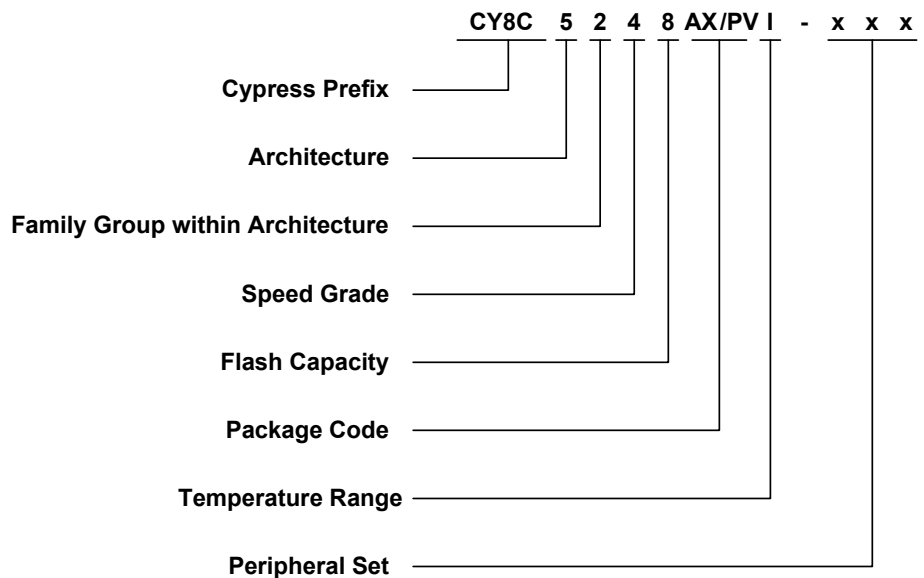 CY8C 5 2 4 8 AX/PV I - x x x
Cypress Prefix
Architecture
Family Group within Architecture
Speed Grade
Flash Capacity
Package Code
Temperature Range
Peripheral Set